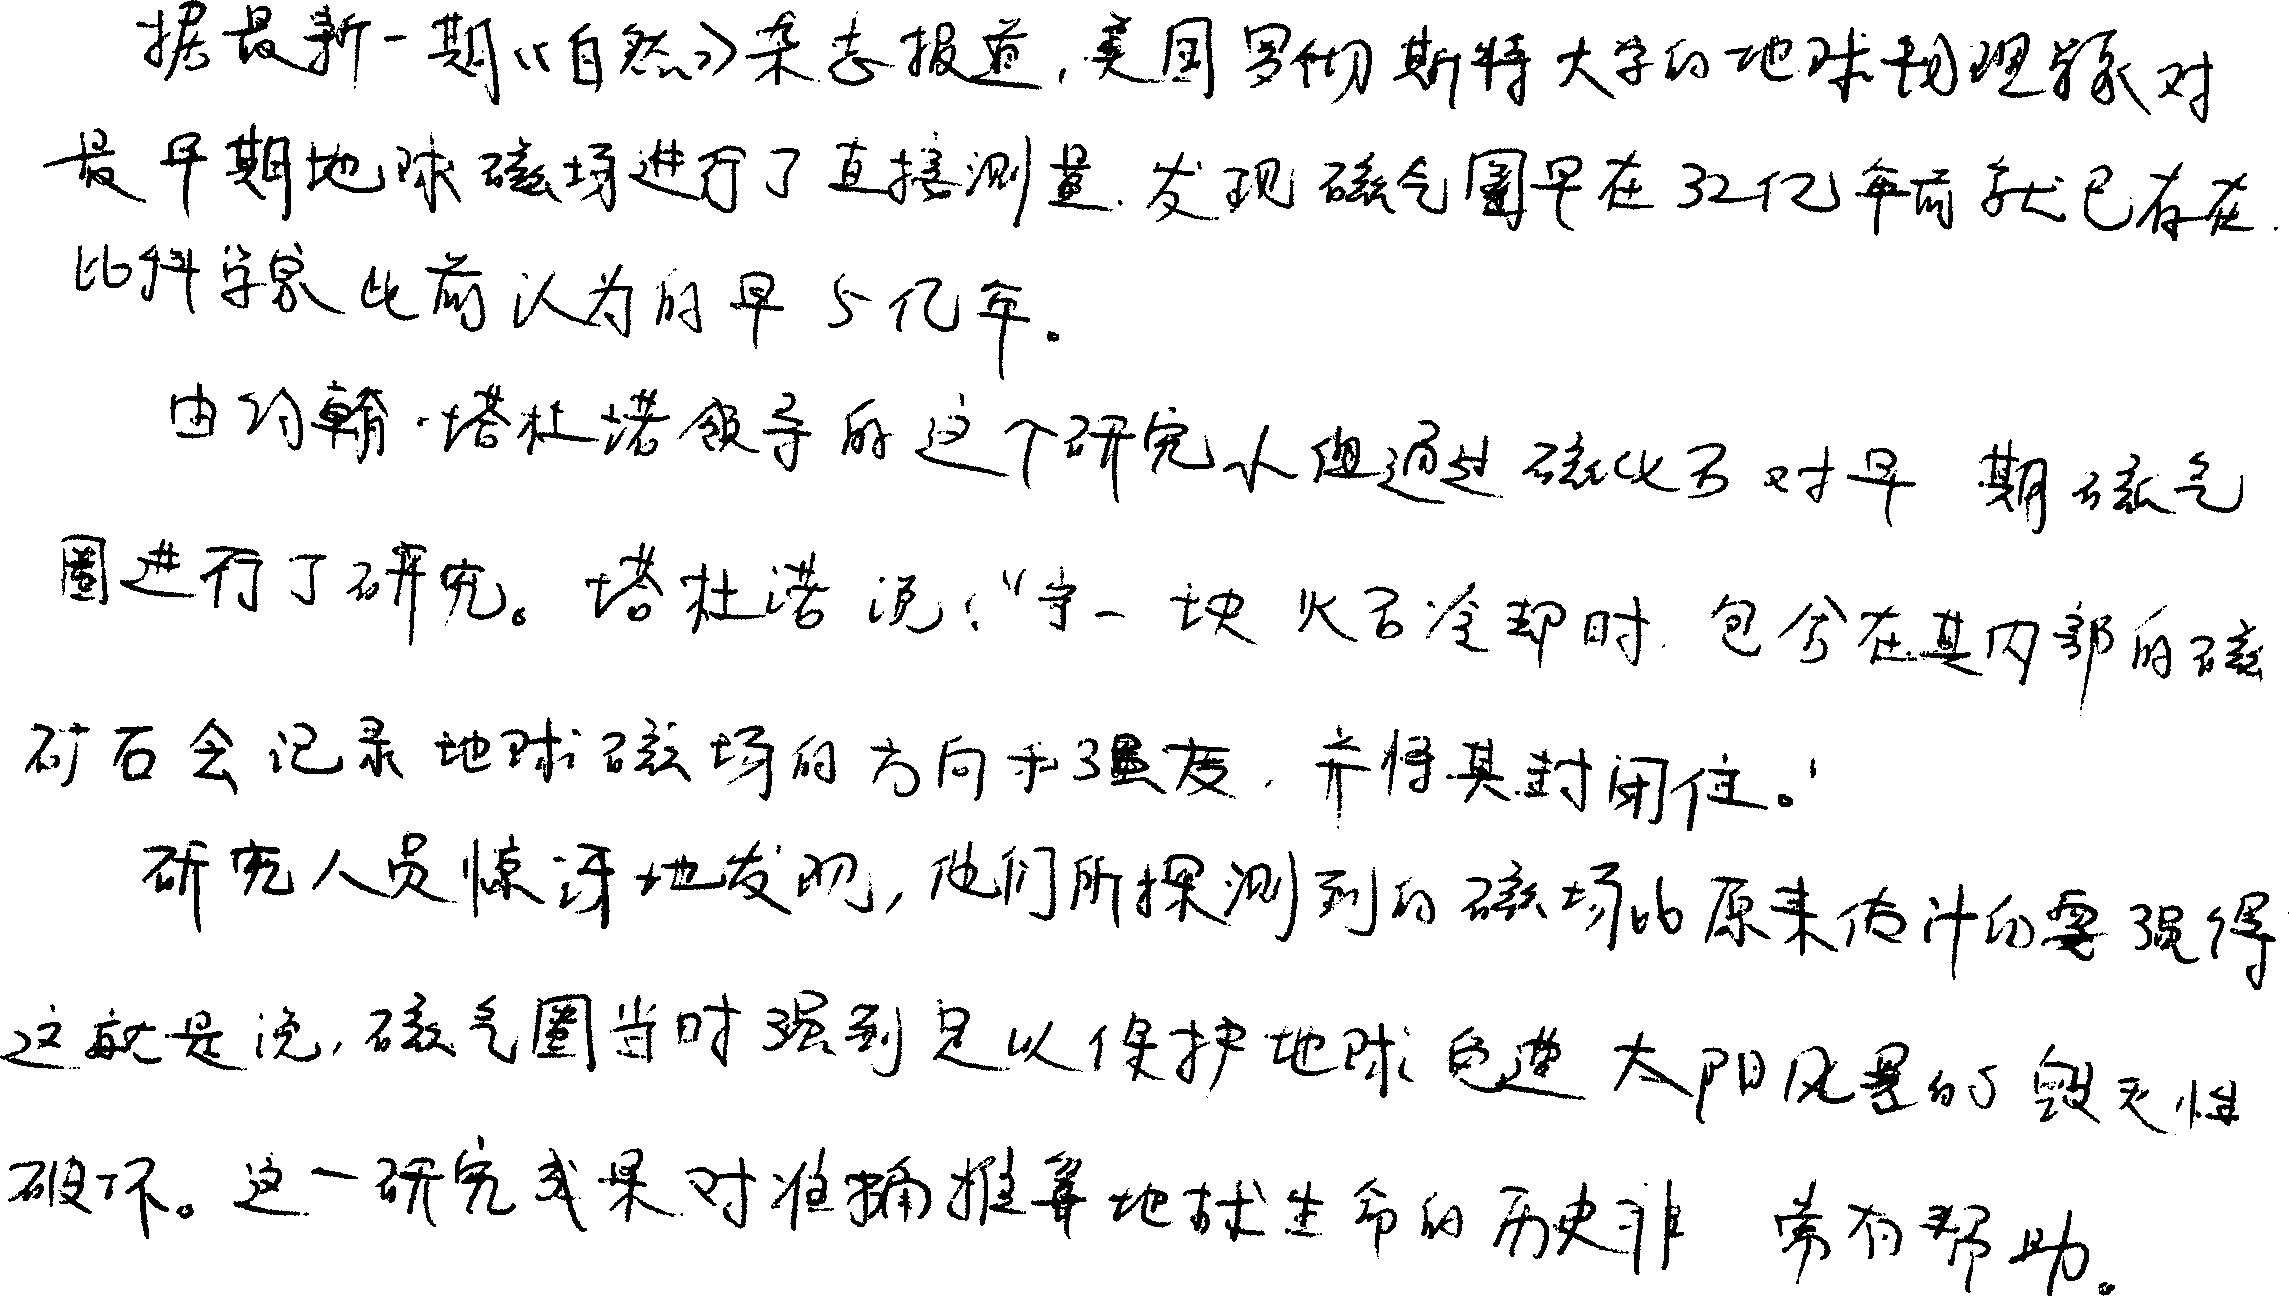 据最新一期《自然》杂志报道,美国罗彻斯特大学的地球物理学家对
最早期地球磁场进行了直接测量.发现磁气圈早在32亿年前就已存在.
比科学家此前认为的早5亿年。
由约翰·塔杜诺领导的这个研究小组通过磁化石对早期磁气
圈进行了研究。塔杜诺说:“当一块火石冷却时.包含在其内部的磁
矿石会记录地球磁场的方向和强度.并将其封闭住。'
研究人员惊讶地发现,他们所探测到的磁场比原来估计的要强得
这就是说,磁气圈当时强到足以保护地球免遭太阳风暴的毁灭性
破坏。这一研究成果对准确推算地球生命的历史非常有帮助。